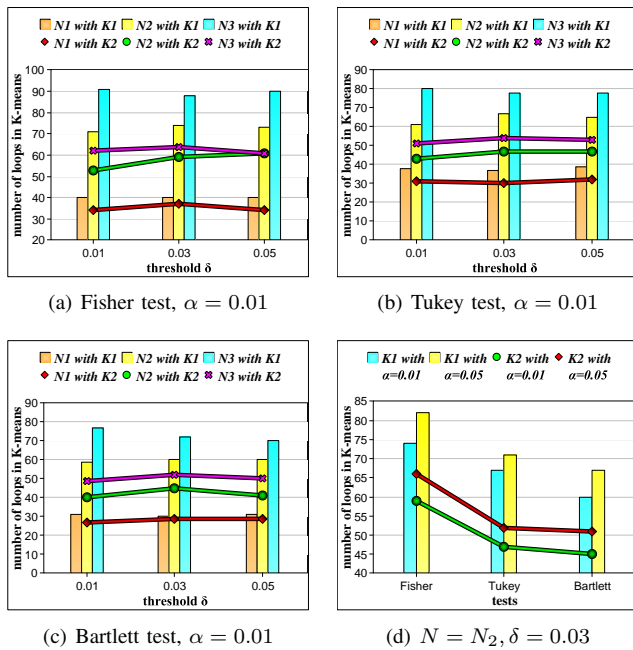 N1 with K1 N2 with K1 N3 with K1
N1 with K2 N2 with K2 N3 with K2
number of loops in K-means
100
90
80
70
60
50
40
30
20
0.01 0.03 0.05
threshold δ
(a) Fisher test, α = 0.01
N1 with K1 N2 with K1 N3 with K1
N1 with K2 N2 with K2 N3 with K2
number of loops in K-means
90
80
70
60
50
40
30
20
10
0
0.01 0.03 0.05
threshold δ
(b) Tukey test, α = 0.01
N1 with K1 N2 with K1 N3 with K1
N1 with K2 N2 with K2 N3 with K2
number of loops in K-means
90
80
70
60
50
40
30
20
10
0
0.01 0.03 0.05
threshold δ
(c) Bartlett test, α = 0.01
K1 with K1 with K2 with K2 with
α=0.01 α=0.05 α=0.01 α=0.05
number of loops in K-means
85
80
75
70
65
60
55
50
45
40
Fisher Tukey Bartlett
tests
(d) N = N₂, δ = 0.03